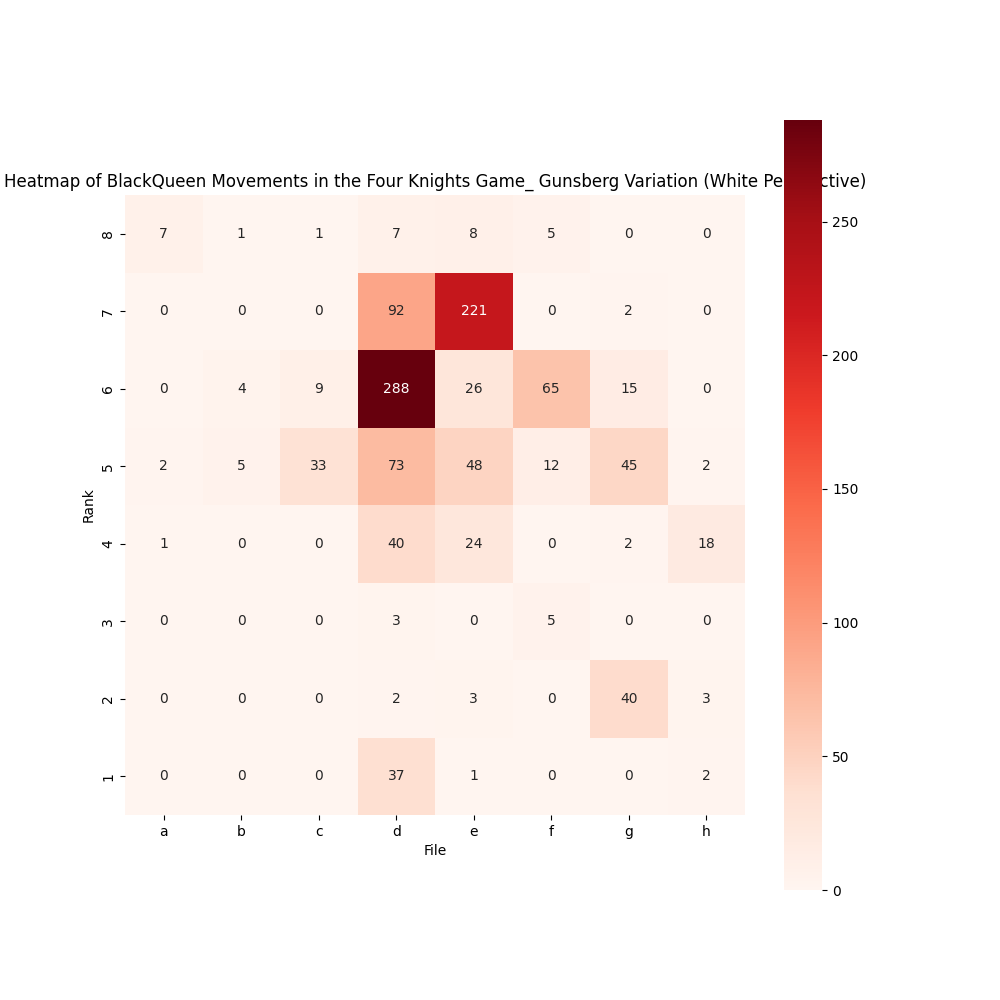 Heatmap of BlackQueen Movements in the Four Knights Game_ Gunsberg Variation (White Pe ctive)
8 7 1 1 7 8 5 0 0
7 0 0 0 92 221 0 2 0
6 0 4 9 288 26 65 15 0
5 2 5 33 73 48 12 45 2
4 1 0 0 40 24 0 2 18
3 0 0 0 3 0 5 0 0
2 0 0 0 2 3 0 40 3
1 0 0 0 37 1 0 0 2
a b c d e f g h
File
Rank
250
200
150
100
50
0